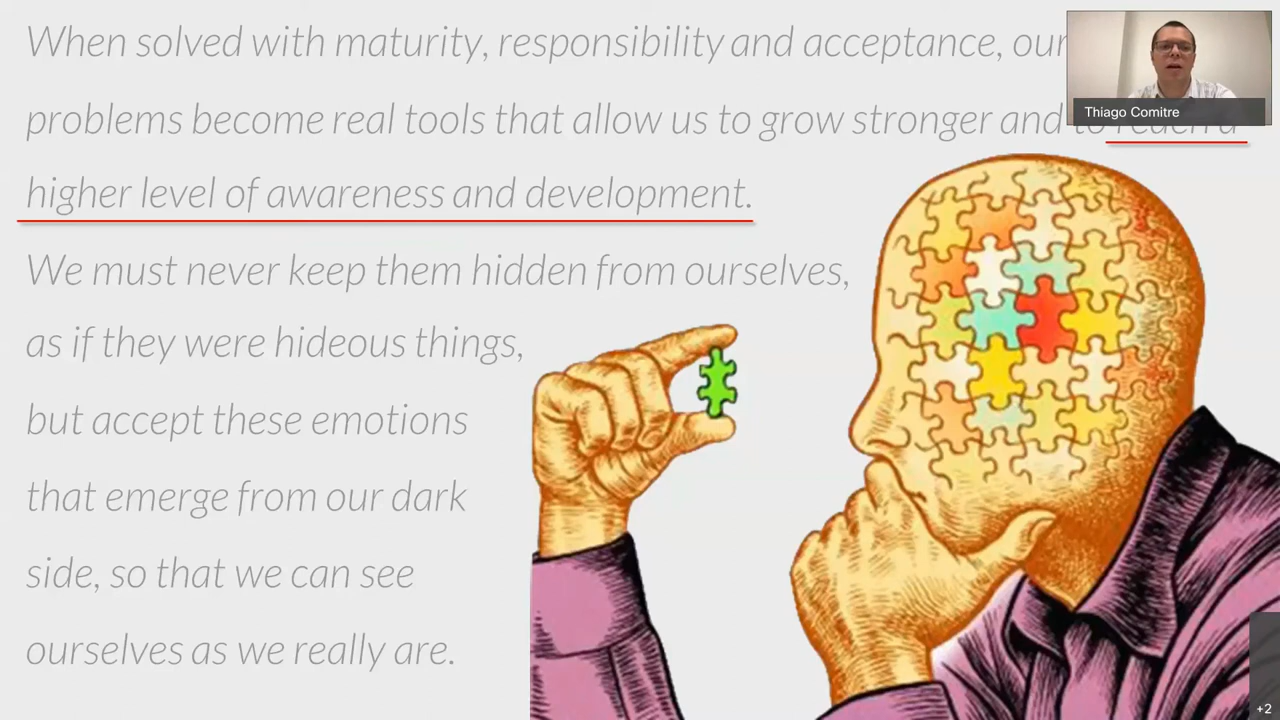 When solved with maturity, responsibility and acceptance, our
problems become real tools that allow us to grow stronger and to reach a
higher level of awareness and development.
We must never keep them hidden from ourselves,
as if they were hideous things,
but accept these emotions
that emerge from our dark
side, so that we can see
ourselves as we really are.
Thiago Comitre
+2